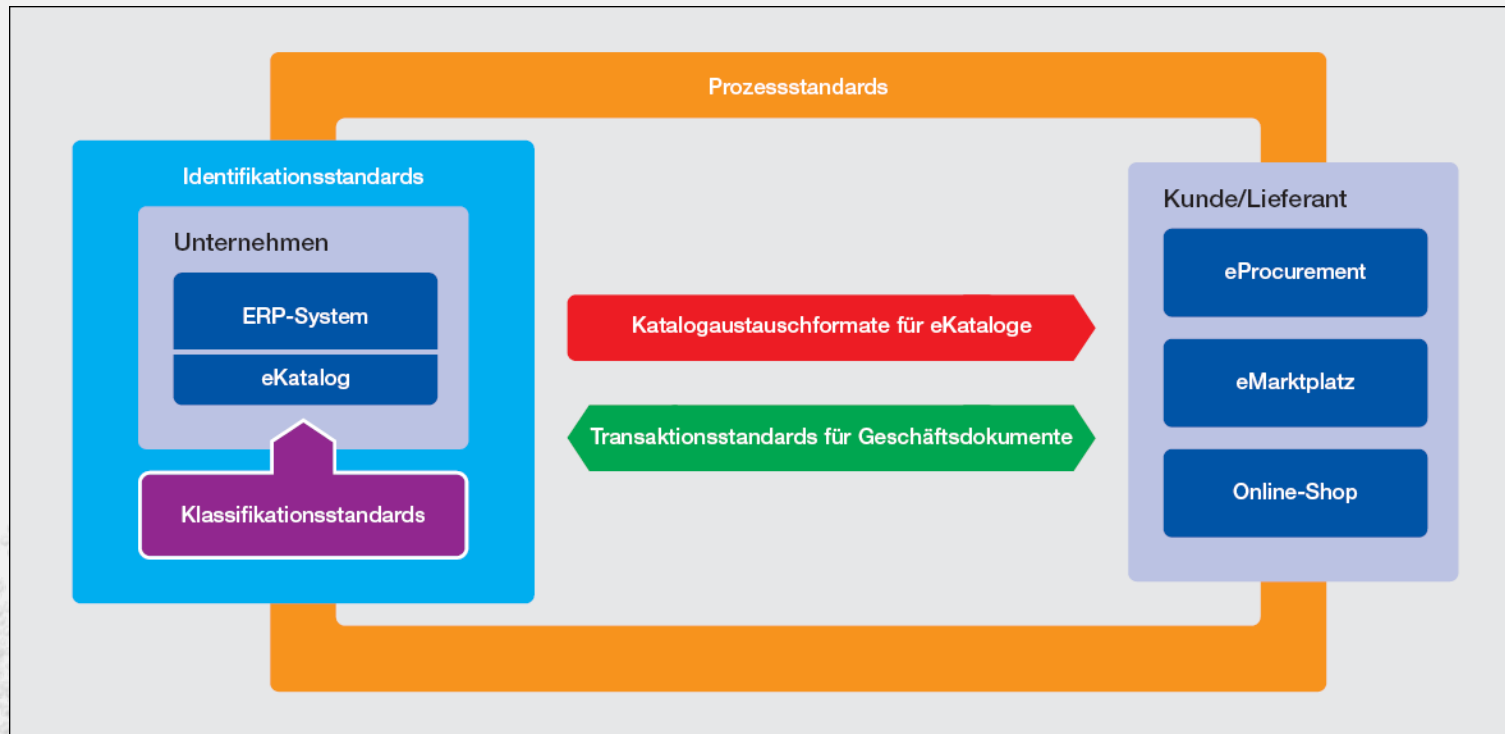 Prozessstandards
Identifikationsstandards
Unternehmen
ERP-System
eKatalog
Klassifikationsstandards
Katalogaustauschformate für eKataloge
Transaktionsstandards für Geschäftsdokumente
Kunde/Lieferant
eProcurement
eMarktplatz
Online-Shop